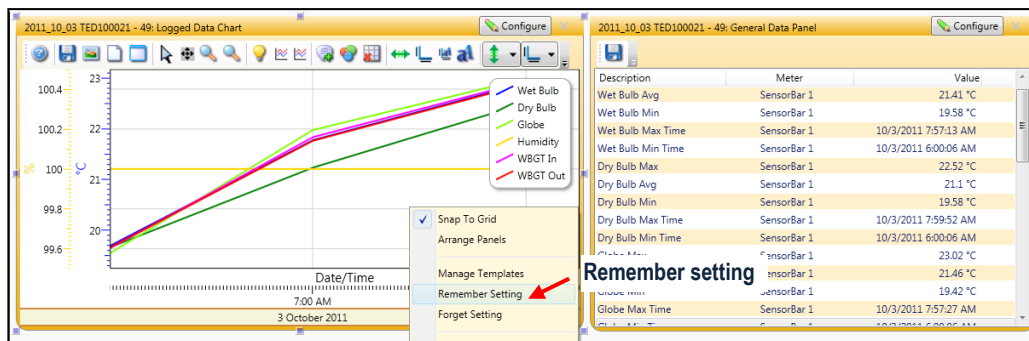 2011_10_03 TED100021 - 49: Logged Data Chart
Configure
100.4
100.2
100
99.8
99.6
%
23
22
21
20
°C
Wet Bulb
Dry Bulb
Globe
Humidity
WBGT In
WBGT Out
Date/Time
7:00 AM
3 October 2011
Snap To Grid
Arrange Panels
Manage Templates
Remember Setting
Forget Setting
Remember setting
2011_10_03 TED100021 - 49: General Data Panel
Configure
Description Meter Value
Wet Bulb Avg SensorBar 1 21.41 °C
Wet Bulb Min SensorBar 1 19.58 °C
Wet Bulb Max Time SensorBar 1 10/3/2011 7:57:13 AM
Wet Bulb Min Time SensorBar 1 10/3/2011 6:00:06 AM
Dry Bulb Max SensorBar 1 22.52 °C
Dry Bulb Avg SensorBar 1 21.1 °C
Dry Bulb Min SensorBar 1 19.58 °C
Dry Bulb Max Time SensorBar 1 10/3/2011 7:59:52 AM
Dry Bulb Min Time SensorBar 1 10/3/2011 6:00:06 AM
SensorBar 1 23.02 °C
SensorBar 1 21.46 °C
Globe Min SensorBar 1 19.42 °C
Globe Max Time SensorBar 1 10/3/2011 7:57:27 AM